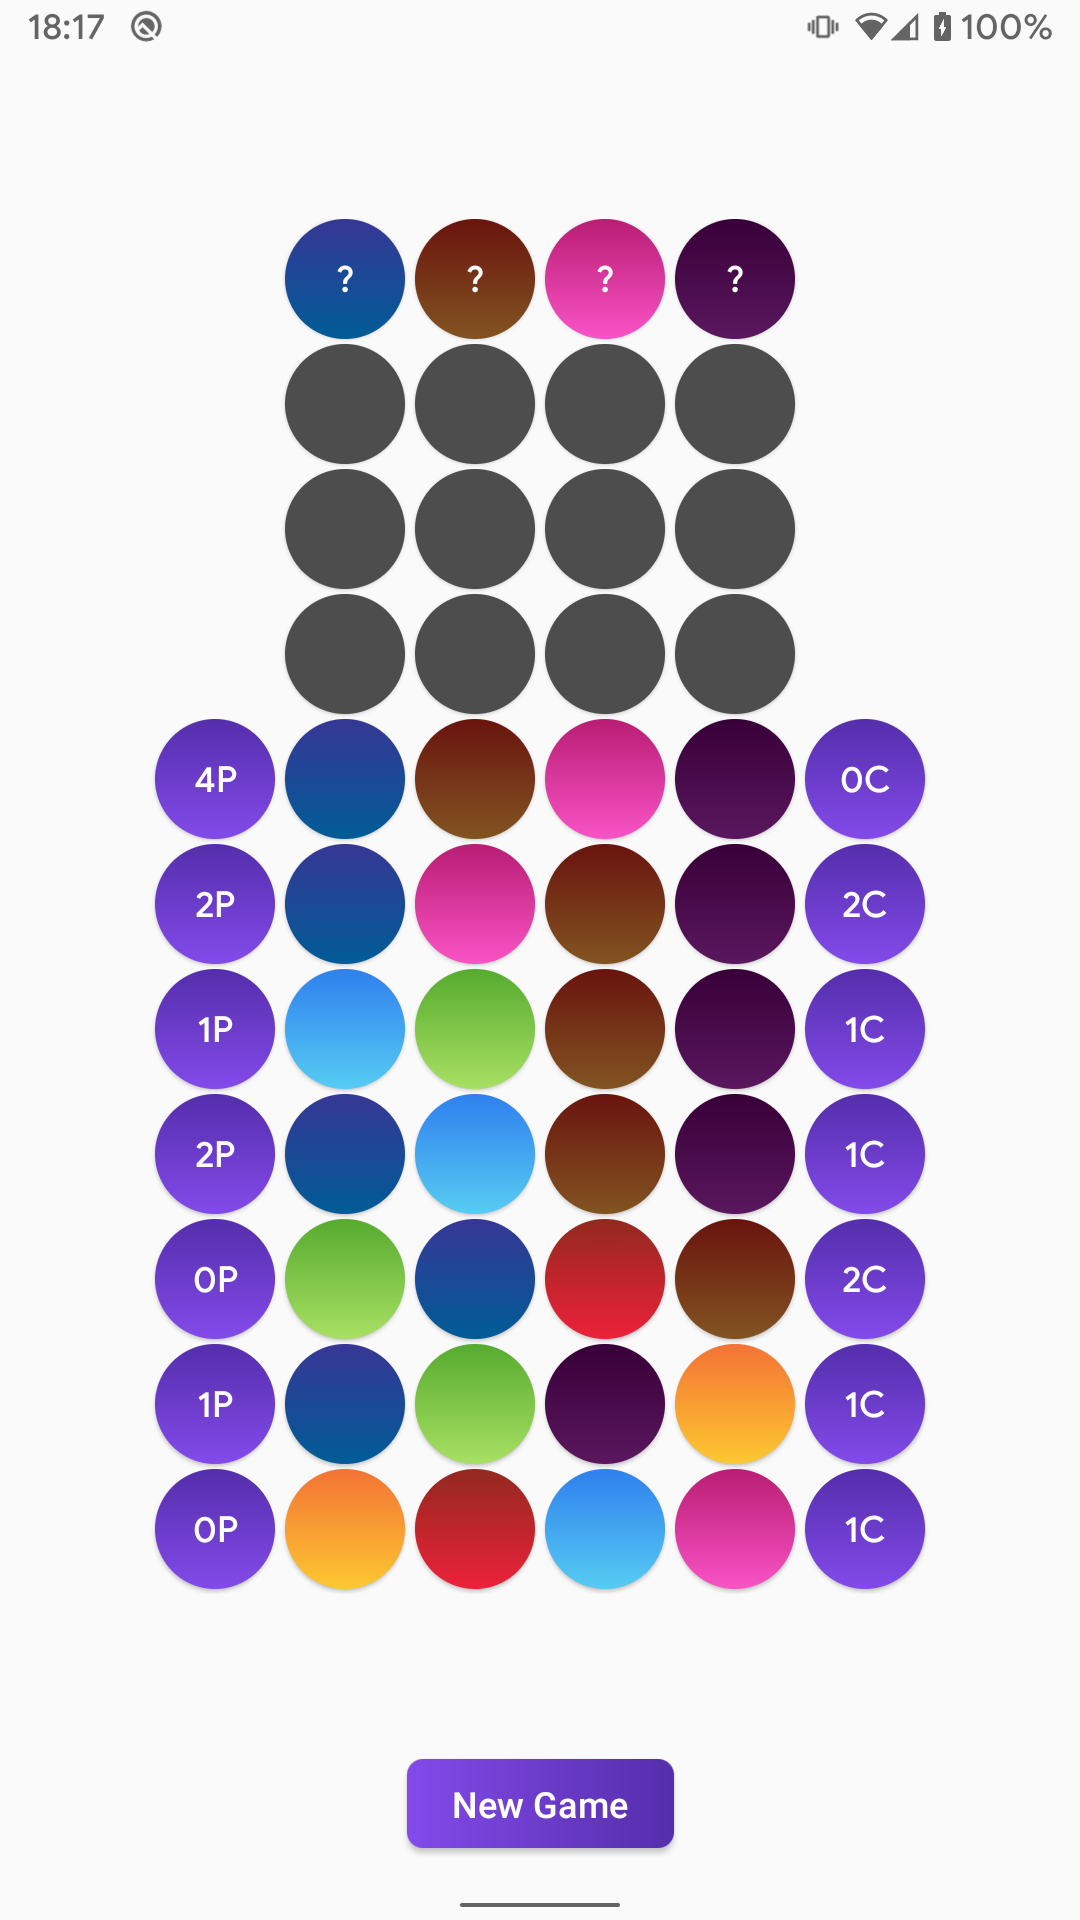 18:17 100%
? ? ? ?
4P 0C
2P 2C
1P 1C
2P 1C
0P 2C
1P 1C
0P 1C
New Game